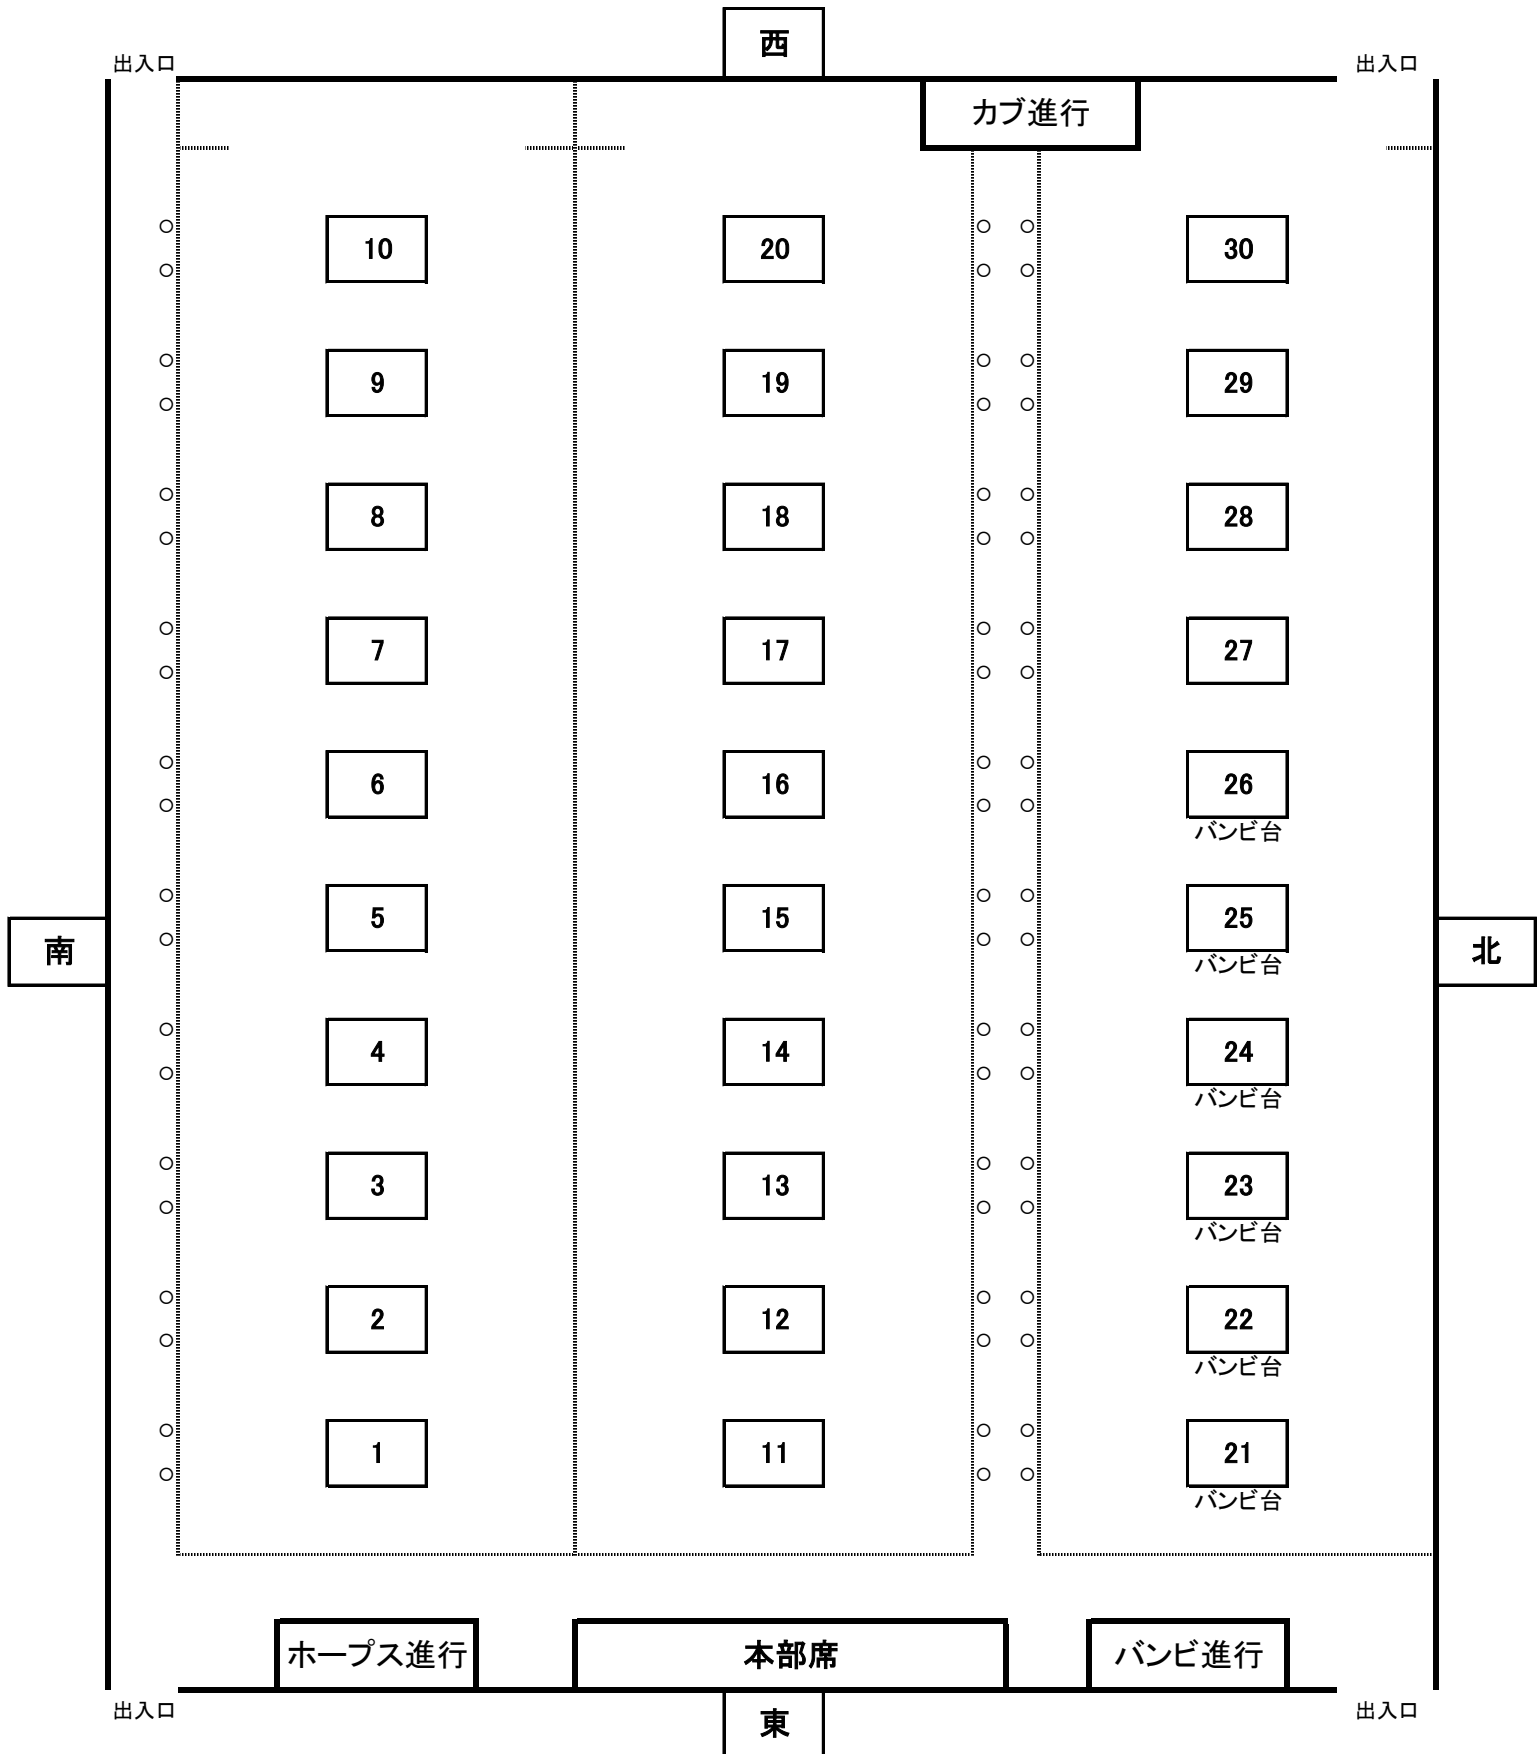 西
出入口 出入口
カブ進行
10 20 30
9 19 29
8 18 28
7 17 27
6 16 26
バンビ台
5 15 25
南 北
バンビ台
4 14 24
バンビ台
3 13 23
バンビ台
2 12 22
バンビ台
1 11 21
バンビ台
ホープス進行 本部席 バンビ進行
出入口 出入口
東